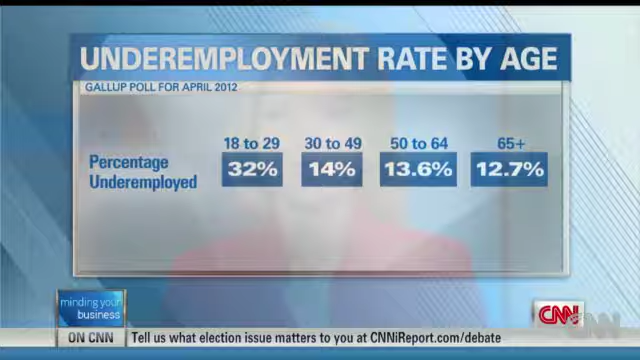 UNDEREMPLOYMENT RATE BY AGE
GALLUP POLL FOR APRIL 2012
18 to 29 30 to 49 50 to 64 65+
Percentage Underemployed 32% 14% 13.6% 12.7%
minding your business
CNN CNN
ON CNN Tell us what election issue matters to you at CNNiReport.com/debate